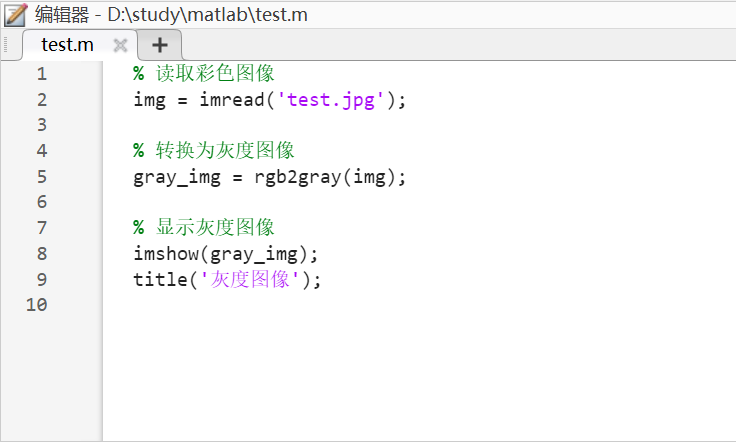 编辑器 - D:\study\matlab\test.m
test.m
1 % 读取彩色图像
2 img = imread('test.jpg');
3
4 % 转换为灰度图像
5 gray_img = rgb2gray(img);
6
7 % 显示灰度图像
8 imshow(gray_img);
9 title('灰度图像');
10